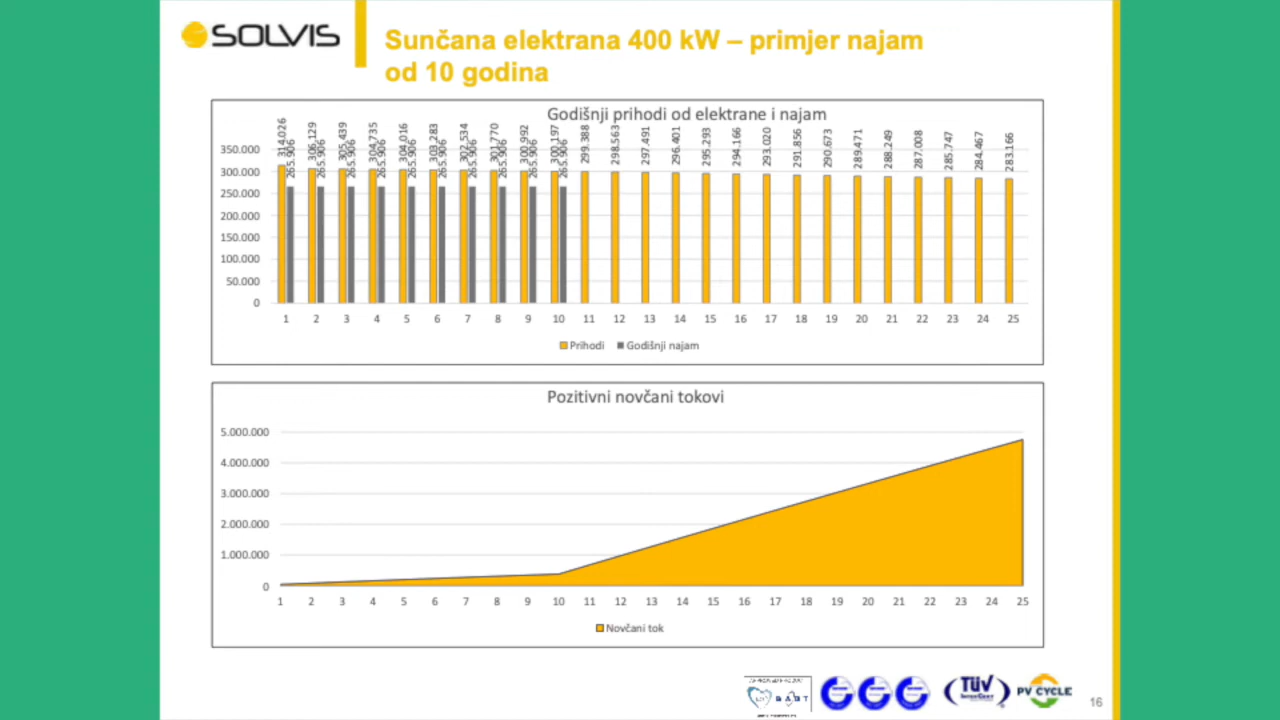 SOLVIS
Sunčana elektrana 400 kW – primjer najam
od 10 godina
Godišnji prihodi od elektrane i najam
314.026 265.906 306.129 265.906 305.439 265.906 304.735 265.906 304.016 265.906 303.283 265.906 302.534 265.906 301.770 265.906 300.992 265.906 300.197 265.906 299.388 298.563 297.491 296.401 295.293 294.166 293.020 291.856 290.673 289.471 288.249 287.008 285.747 284.467 283.166
350.000
300.000
250.000
200.000
150.000
100.000
50.000
0
1 2 3 4 5 6 7 8 9 10 11 12 13 14 15 16 17 18 19 20 21 22 23 24 25
Prihodi Godišnji najam
Pozitivni novčani tokovi
5.000.000
4.000.000
3.000.000
2.000.000
1.000.000
0
1 2 3 4 5 6 7 8 9 10 11 12 13 14 15 16 17 18 19 20 21 22 23 24 25
Novčani tok
TÜV
PV CYCLE
16